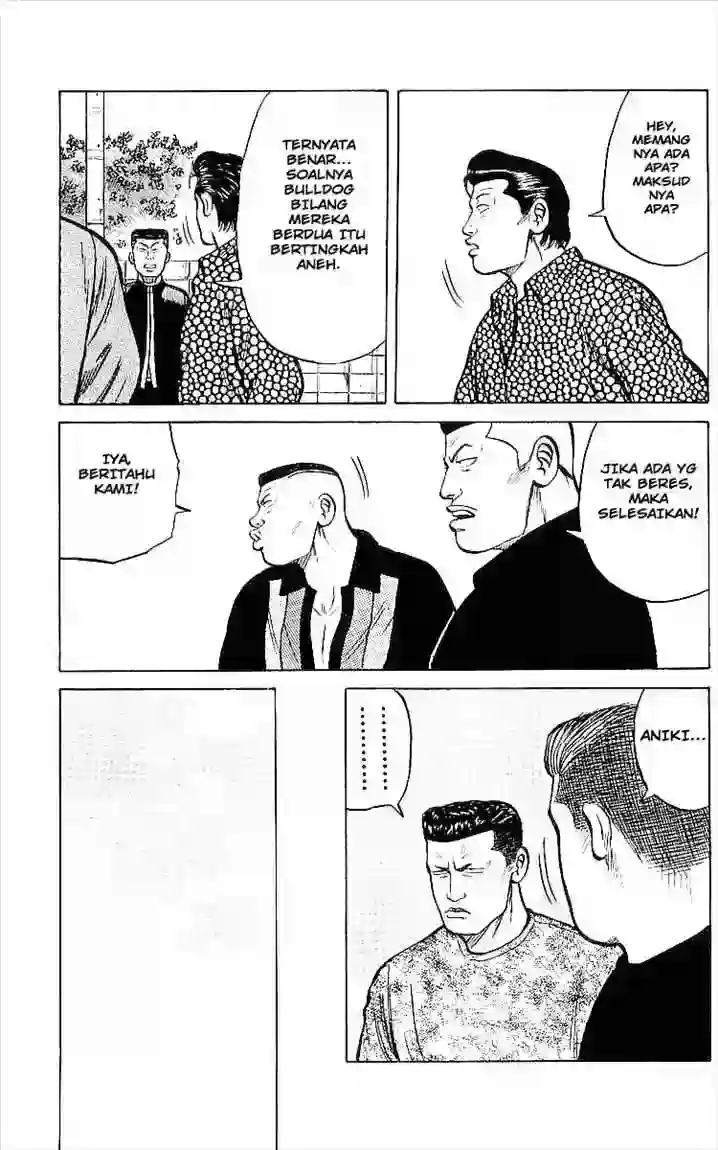 HEY,
MEMANG
NYA ADA
APA?
MAKSUD
NYA
APA?
TERNYATA
BENAR...
SOALNYA
BULLDOG
BILANG
MEREKA
BERDUA ITU
BERTINGKAH
ANEH.
JIKA ADA YG
TAK BERES,
MAKA
SELESAIKAN!
IYA,
BERITAHU
KAMI!
ANIKI...